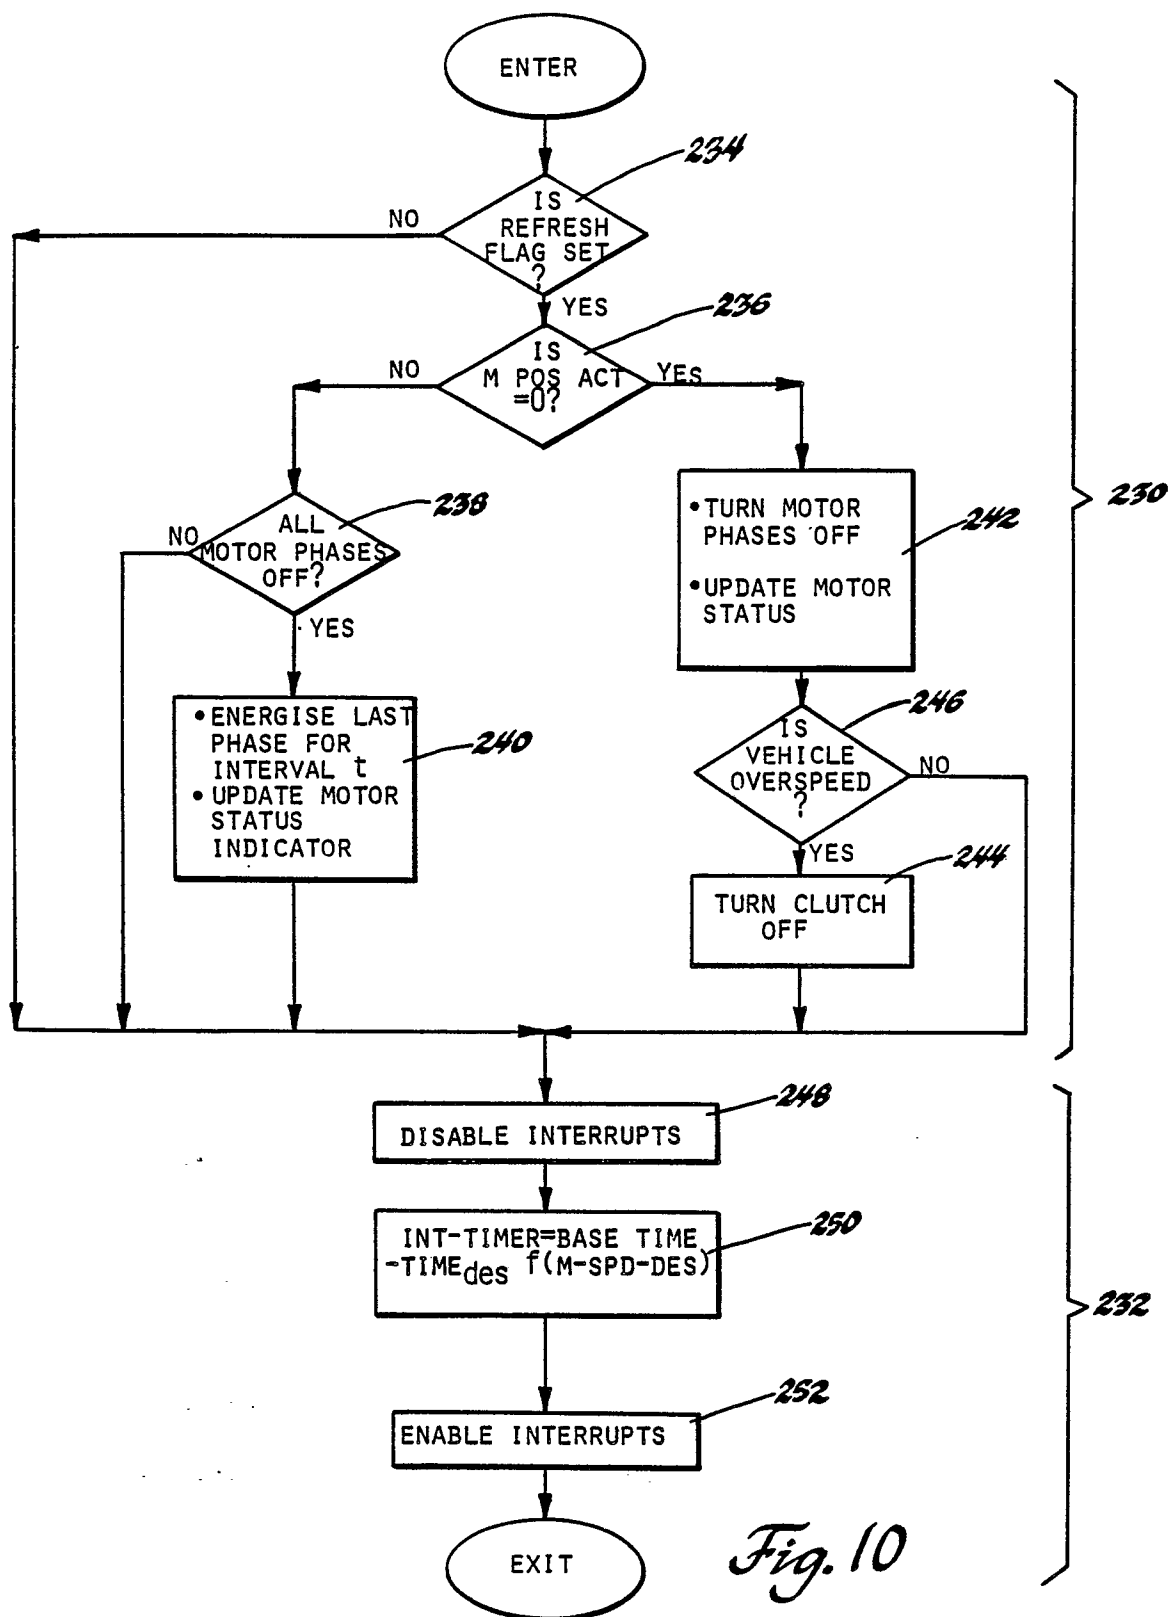 ENTER
234
IS
REFRESH
FLAG SET
?
NO
YES
236
IS
M POS ACT
=0?
NO
YES
238
ALL
MOTOR PHASES
OFF?
NO
YES
• TURN MOTOR
PHASES OFF
• UPDATE MOTOR
STATUS
242
230
• ENERGISE LAST
PHASE FOR
INTERVAL t
• UPDATE MOTOR
STATUS
INDICATOR
240
246
IS
VEHICLE
OVERSPEED
?
NO
YES
244
TURN CLUTCH
OFF
248
DISABLE INTERRUPTS
250
INT-TIMER=BASE TIME
-TIMEdes f(M-SPD-DES)
232
252
ENABLE INTERRUPTS
EXIT
Fig. 10